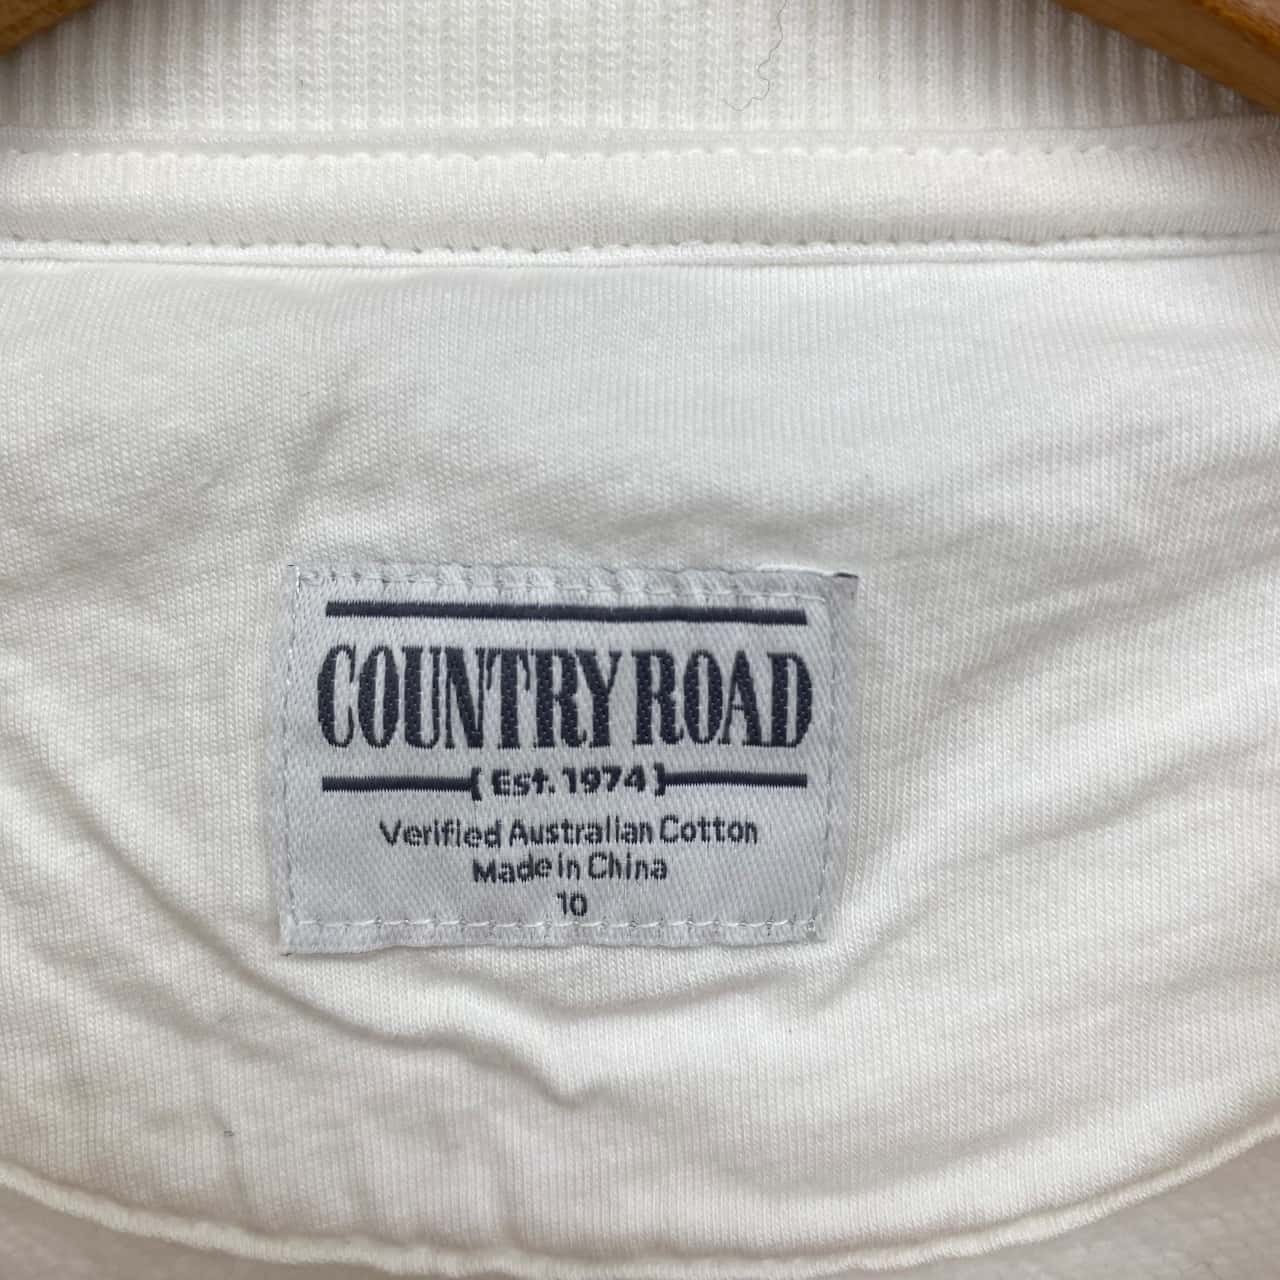 COUNTRY ROAD
{ Est. 1974 }
Verified Australian Cotton
Made in China
10